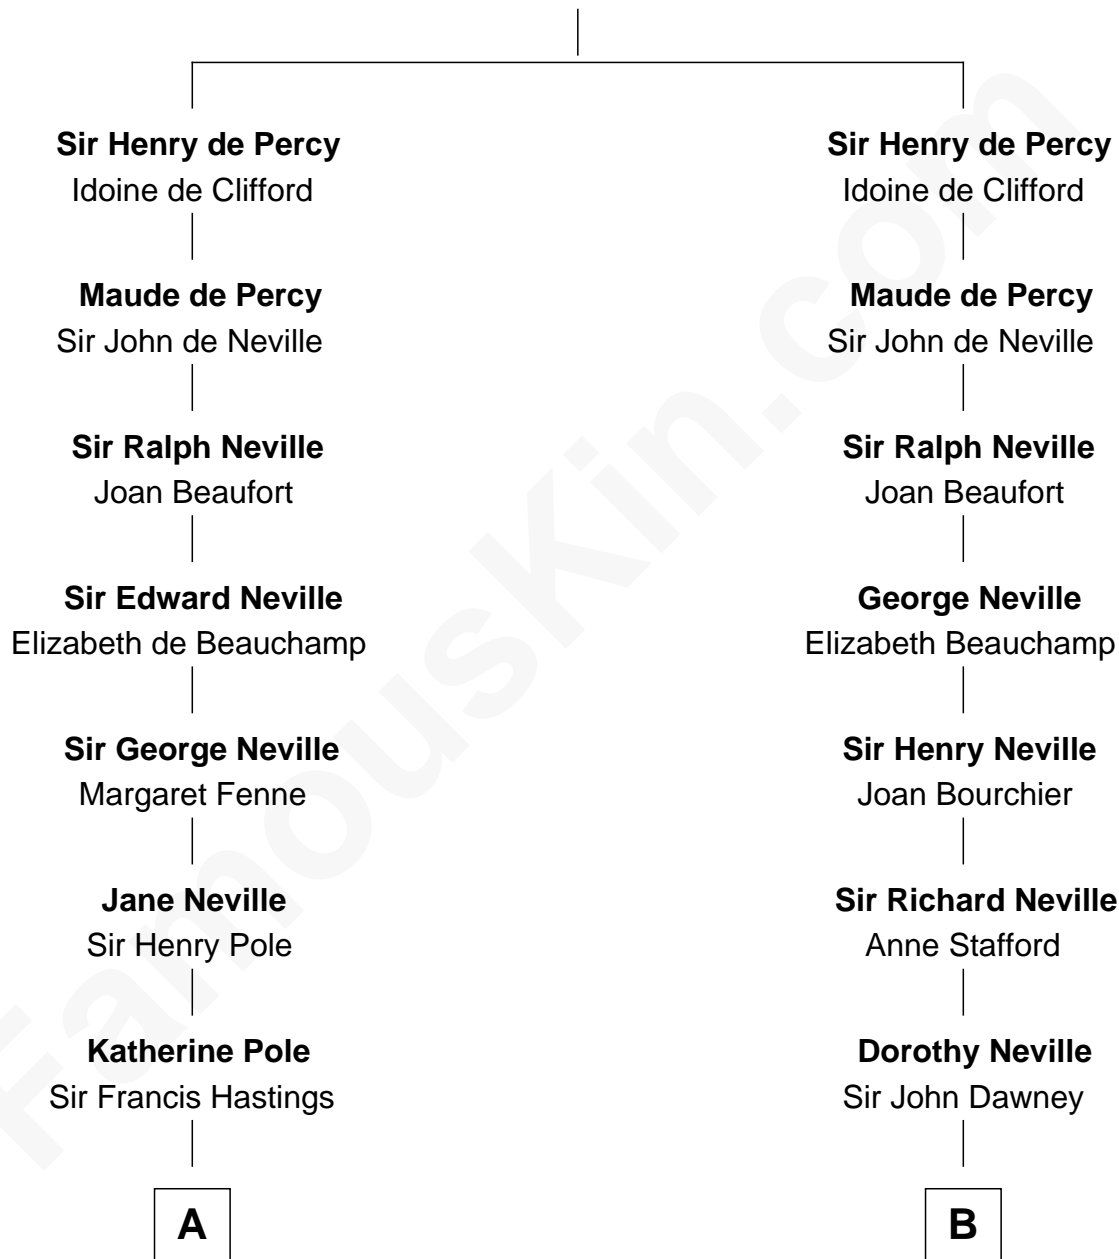 Sir Henry de Percy
Idoine de Clifford
Maude de Percy
Sir John de Neville
Sir Ralph Neville
Joan Beaufort
Sir Edward Neville
Elizabeth de Beauchamp
Sir George Neville
Margaret Fenne
Jane Neville
Sir Henry Pole
Katherine Pole
Sir Francis Hastings
A
Sir Henry de Percy
Idoine de Clifford
Maude de Percy
Sir John de Neville
Sir Ralph Neville
Joan Beaufort
George Neville
Elizabeth Beauchamp
Sir Henry Neville
Joan Bourchier
Sir Richard Neville
Anne Stafford
Dorothy Neville
Sir John Dawney
B
FamousKin.com